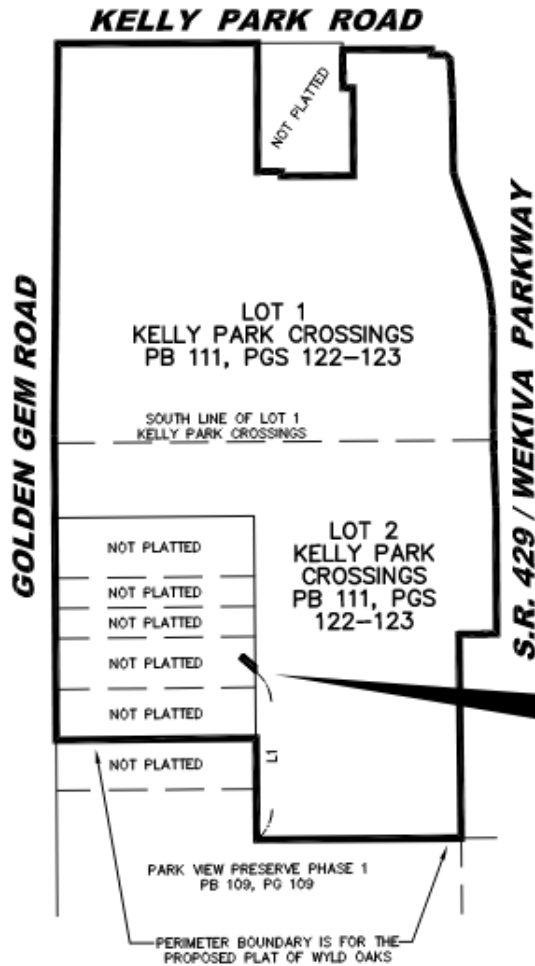 KELLY PARK ROAD
NOT PLATTED
GOLDEN GEM ROAD
S.R. 429 / WEKIVA PARKWAY
LOT 1
KELLY PARK CROSSINGS
PB 111, PGS 122-123
SOUTH LINE OF LOT 1
KELLY PARK CROSSINGS
NOT PLATTED
NOT PLATTED
NOT PLATTED
NOT PLATTED
NOT PLATTED
NOT PLATTED
LOT 2
KELLY PARK
CROSSINGS
PB 111, PGS
122-123
L1
PARK VIEW PRESERVE PHASE 1
PB 109, PG 109
PERIMETER BOUNDARY IS FOR THE
PROPOSED PLAT OF WYLD OAKS